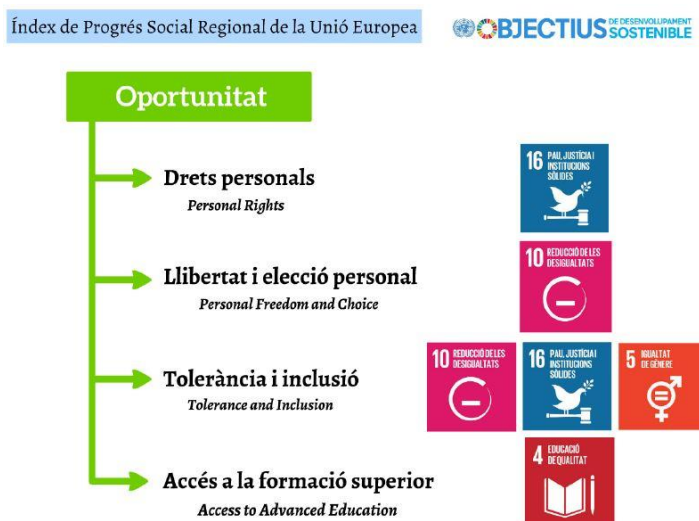 Índex de Progrés Social Regional de la Unió Europea
OBJECTIUS DE DESENVOLUPAMENT SOSTENIBLE
Oportunitat
Drets personals
Personal Rights
16 PAU, JUSTÍCIA I
INSTITUCIONS
SÒLIDES
Llibertat i elecció personal
Personal Freedom and Choice
10 REDUCCIÓ DE LES
DESIGUALTATS
Tolerància i inclusió
Tolerance and Inclusion
10 REDUCCIÓ DE LES
DESIGUALTATS
16 PAU, JUSTÍCIA I
INSTITUCIONS
SÒLIDES
5 IGUALTAT
DE GÈNERE
Accés a la formació superior
Access to Advanced Education
4 EDUCACIÓ
DE QUALITAT